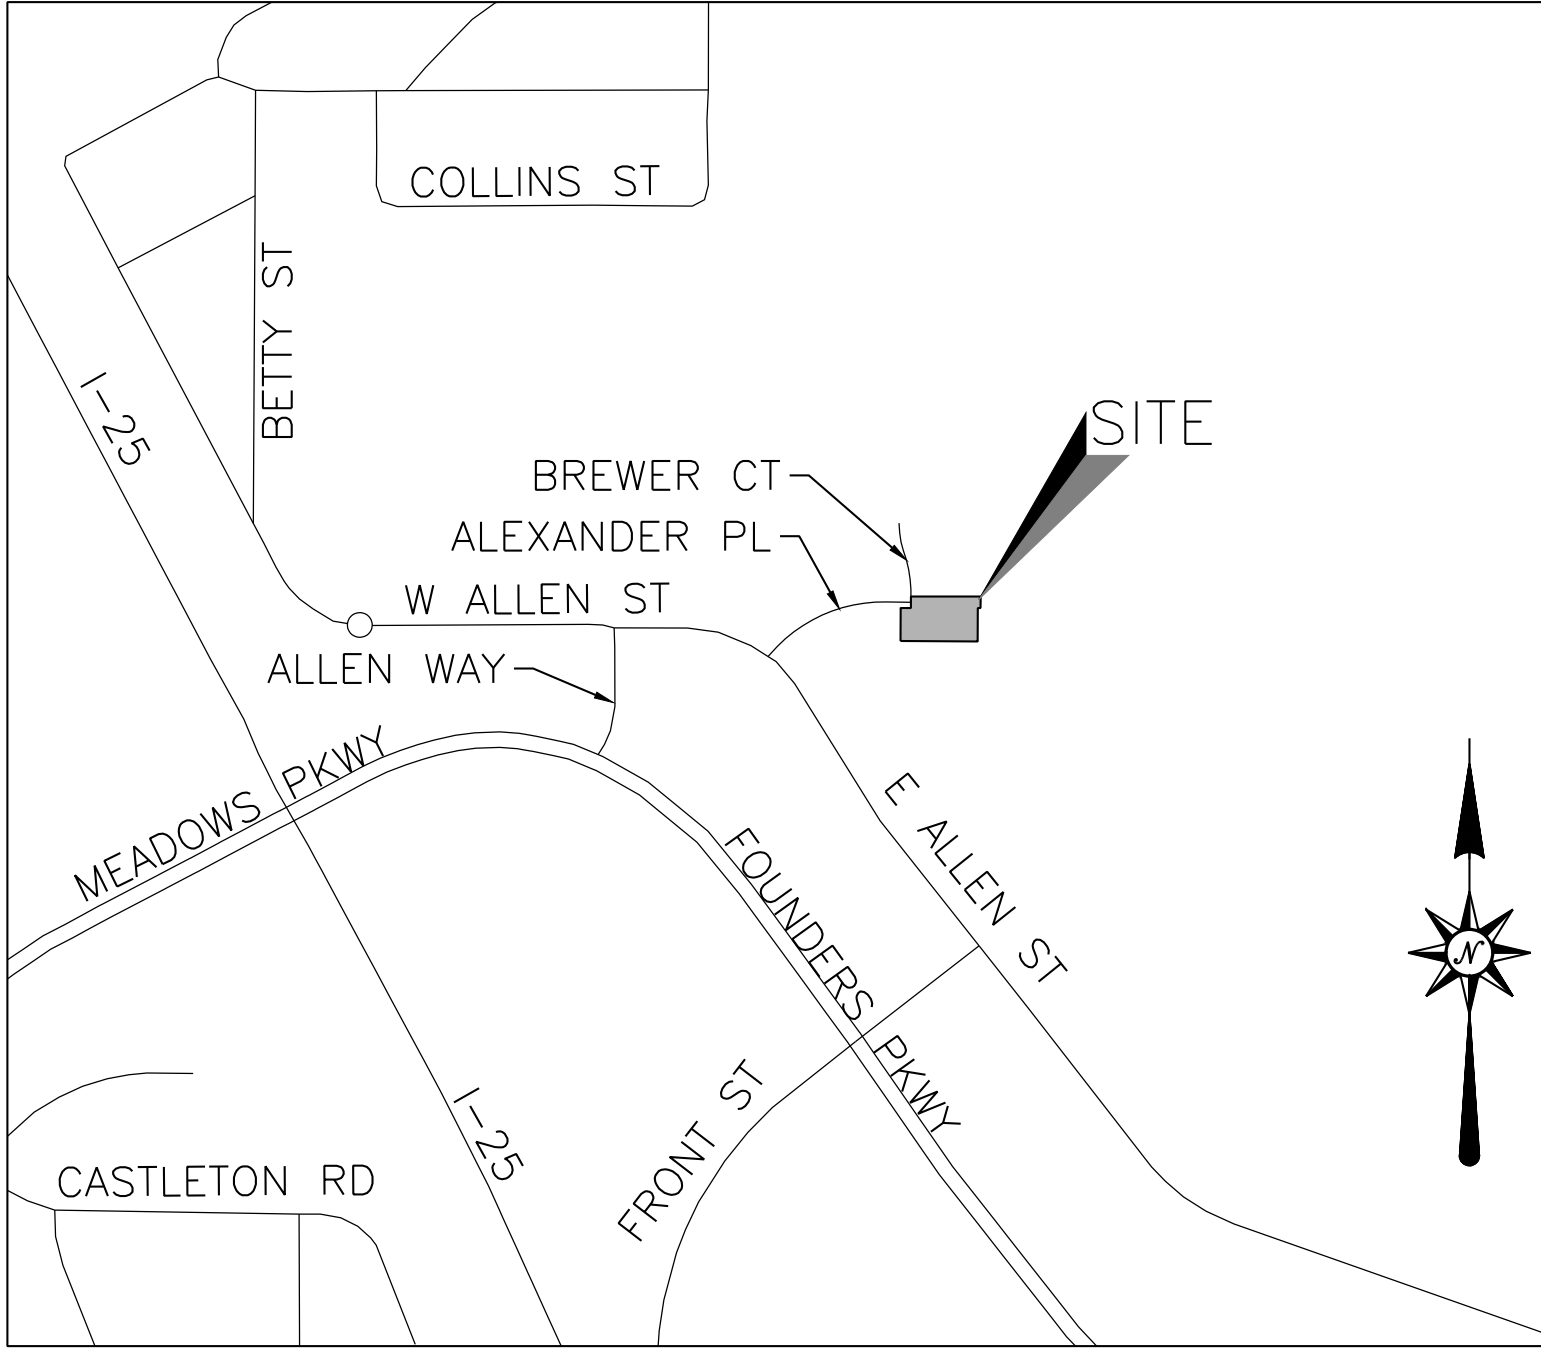 COLLINS ST
BETTY ST
I-25
SITE
BREWER CT
ALEXANDER PL
W ALLEN ST
ALLEN WAY
MEADOWS PKWY
E ALLEN ST
FOUNDERS PKWY
N
FRONT ST
I-25
CASTLETON RD